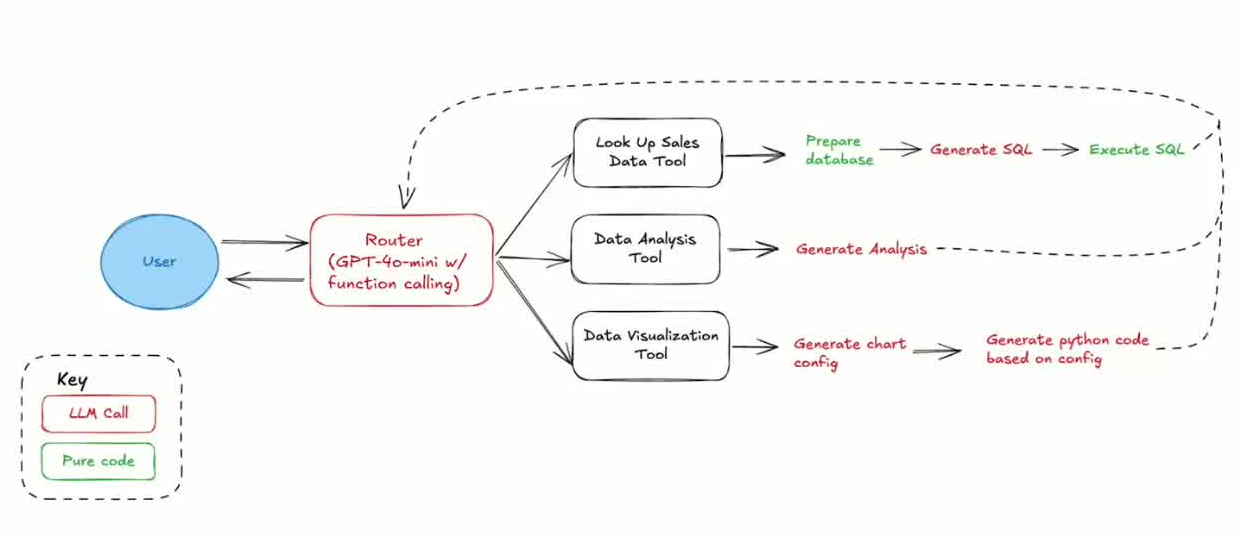 User
Router
(GPT-4o-mini w/
function calling)
Look Up Sales
Data Tool
Prepare
database
Generate SQL
Execute SQL
Data Analysis
Tool
Generate Analysis
Data Visualization
Tool
Generate chart
config
Generate python code
based on config
Key
LLM Call
Pure code